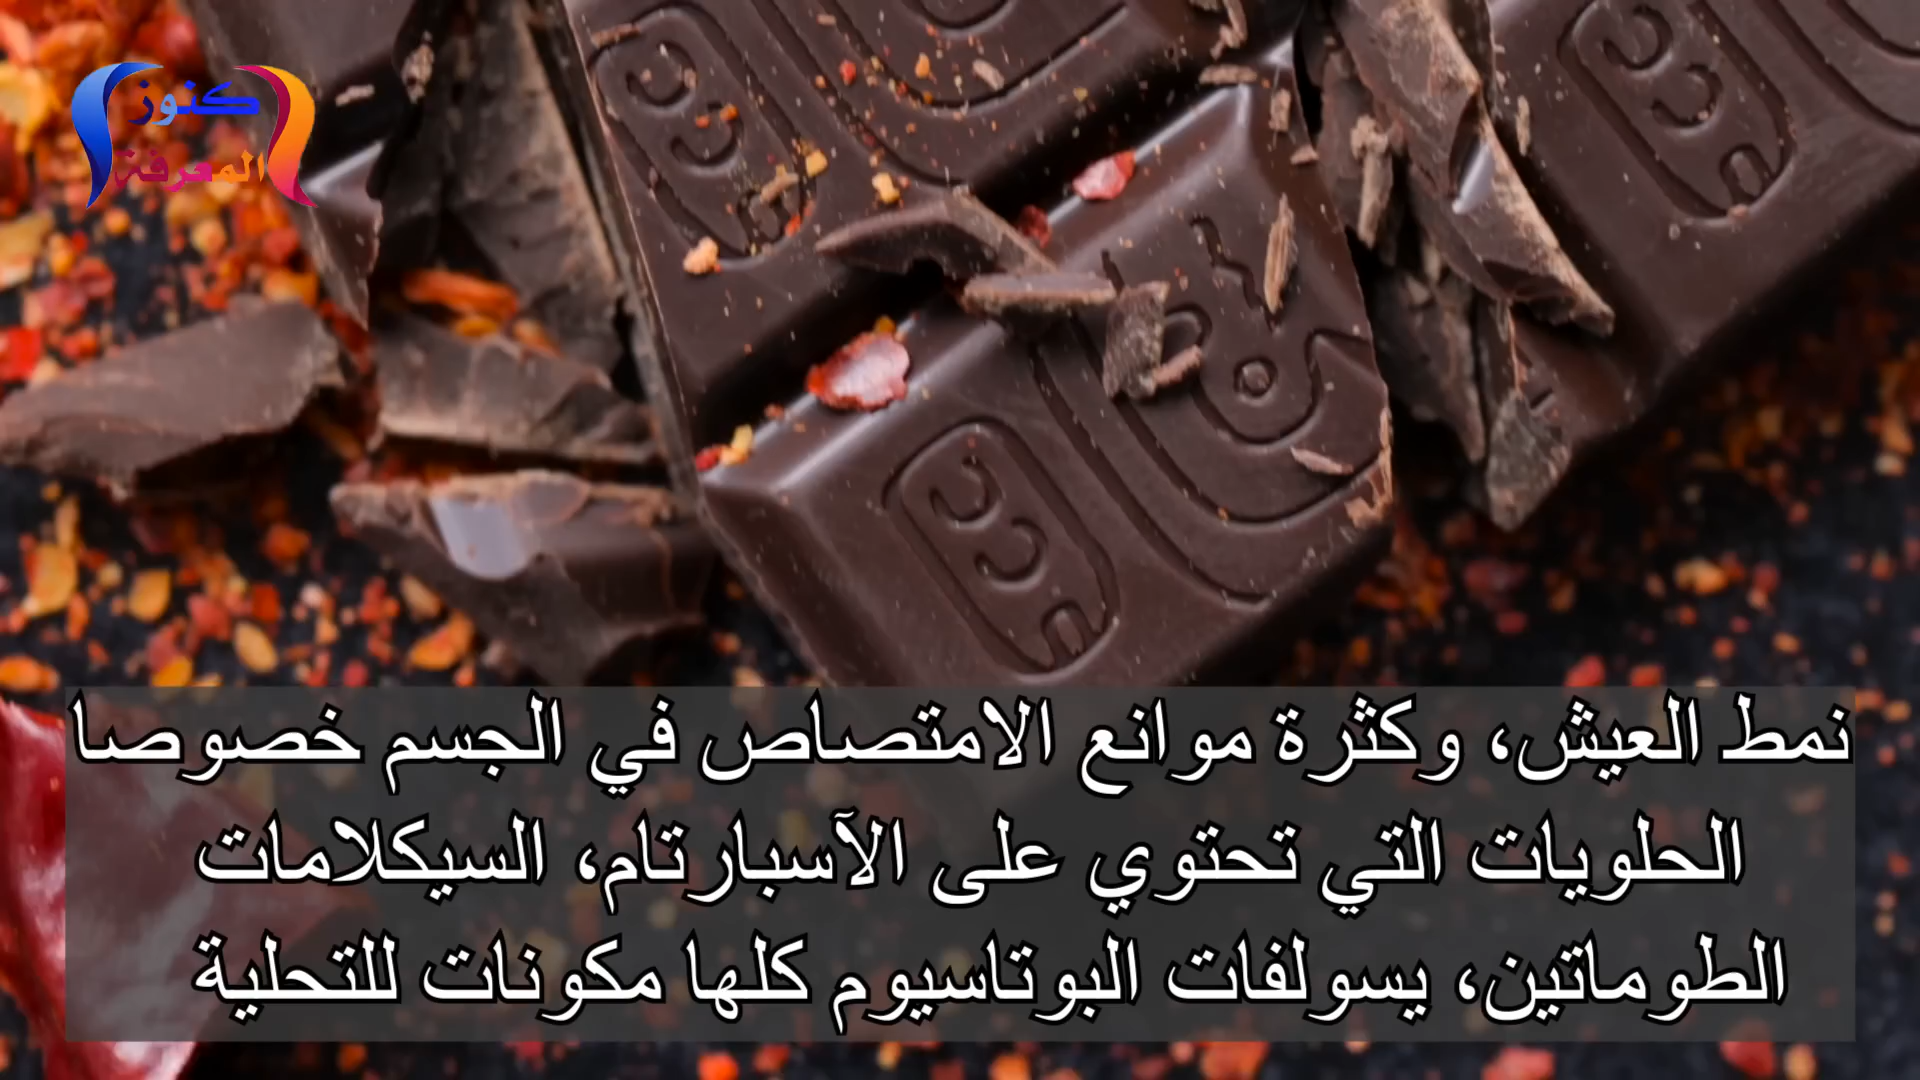 كنوز
المعرفة
نمط العيش، وكثرة موانع الامتصاص في الجسم خصوصا
الحلويات التي تحتوي على الآسبارتام، السيكلامات
الطوماتين، يسولفات البوتاسيوم كلها مكونات للتحلية